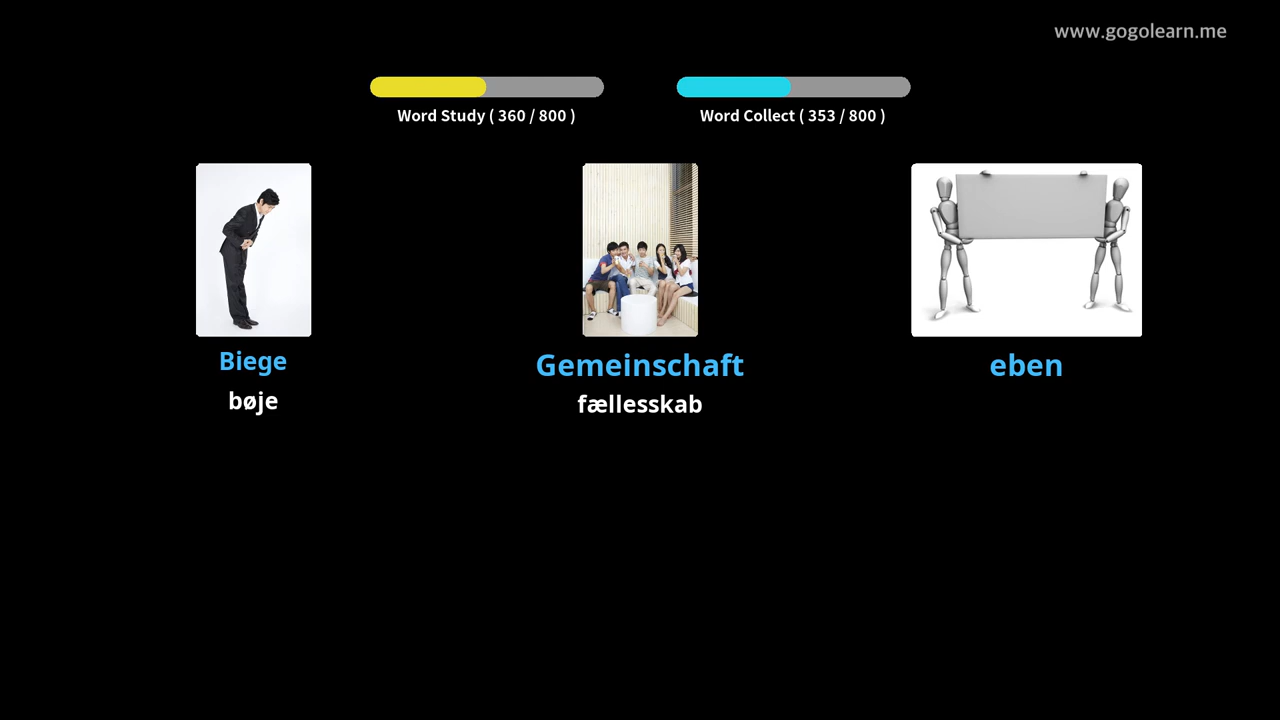 www.gogolearn.me
Word Study ( 360 / 800 )
Word Collect ( 353 / 800 )
Biege
bøje
Gemeinschaft
fællesskab
eben